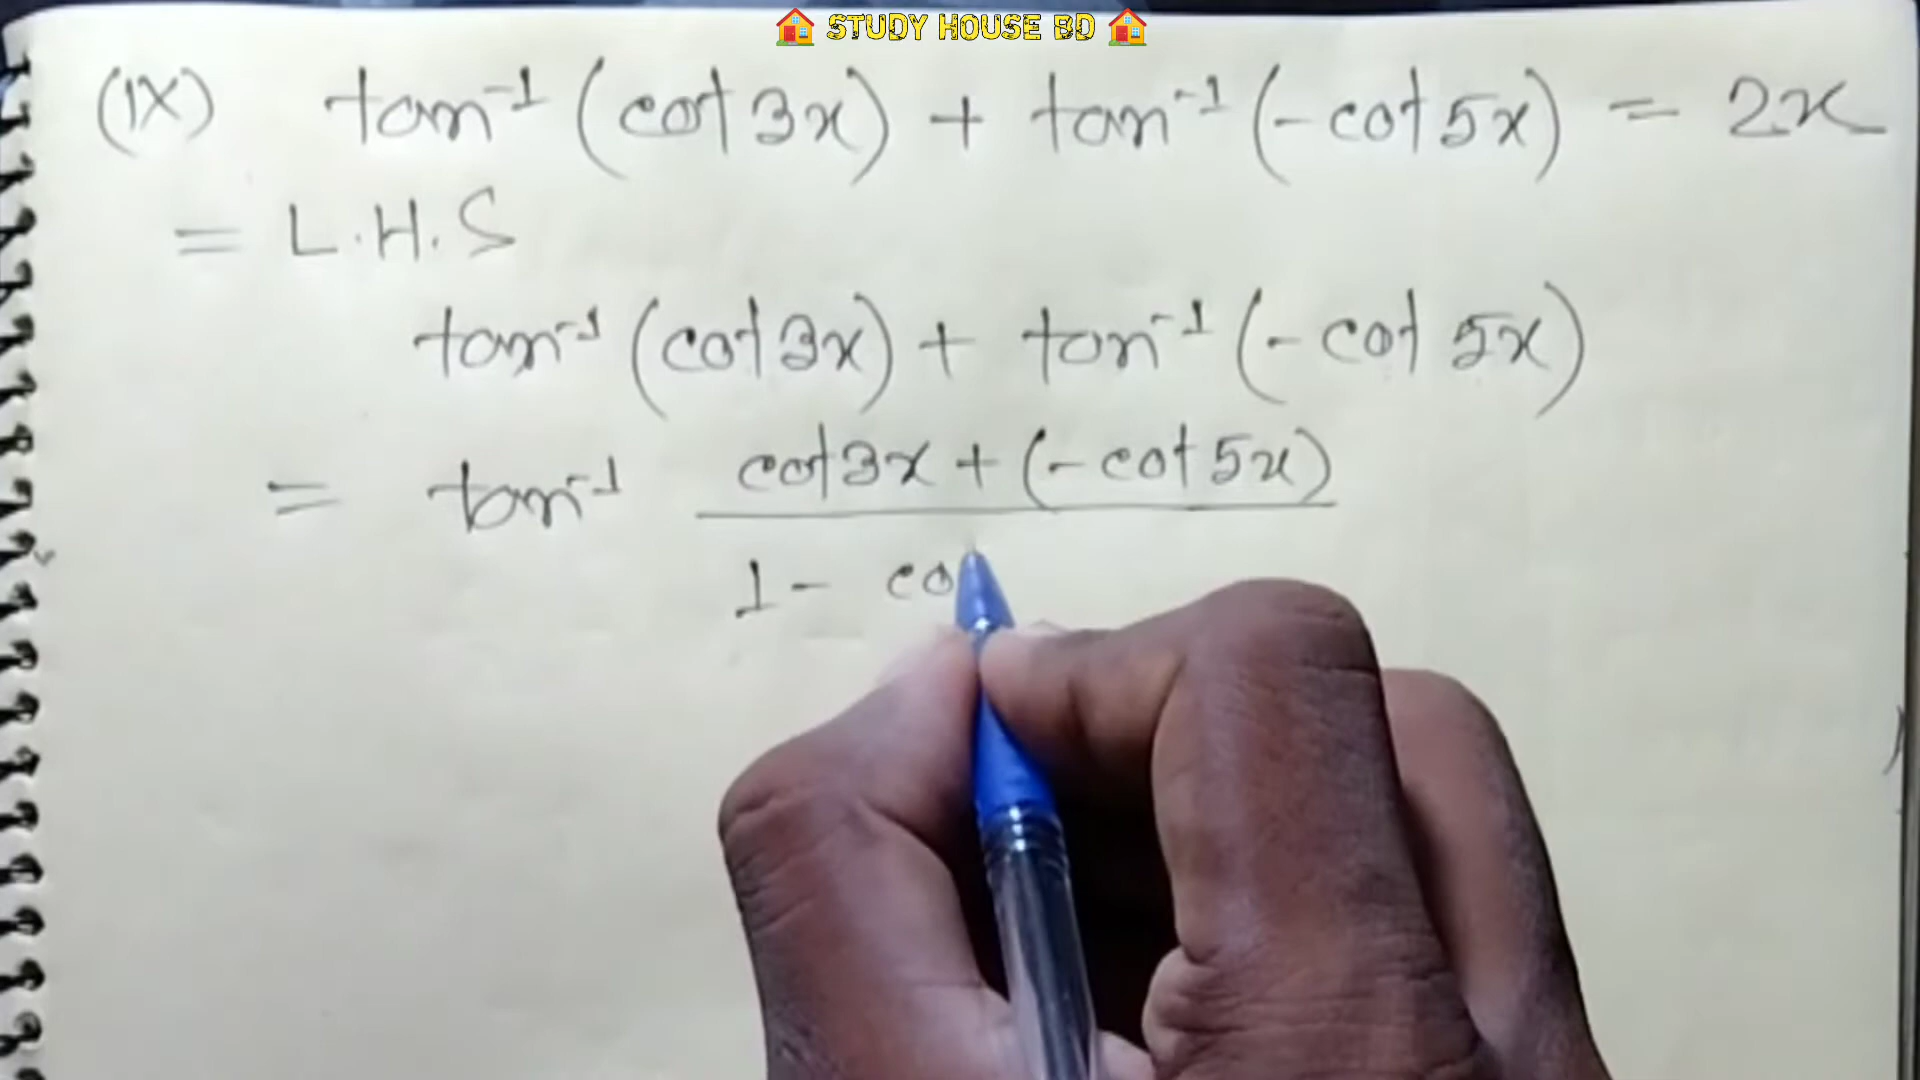 🏠 STUDY HOUSE BD 🏠
(IX) tan⁻¹ (cot 3x) + tan⁻¹ (-cot 5x) = 2x
= L.H.S
tan⁻¹ (cot 3x) + tan⁻¹ (-cot 5x)
= tan⁻¹ cot 3x + (-cot 5x)
1 - co